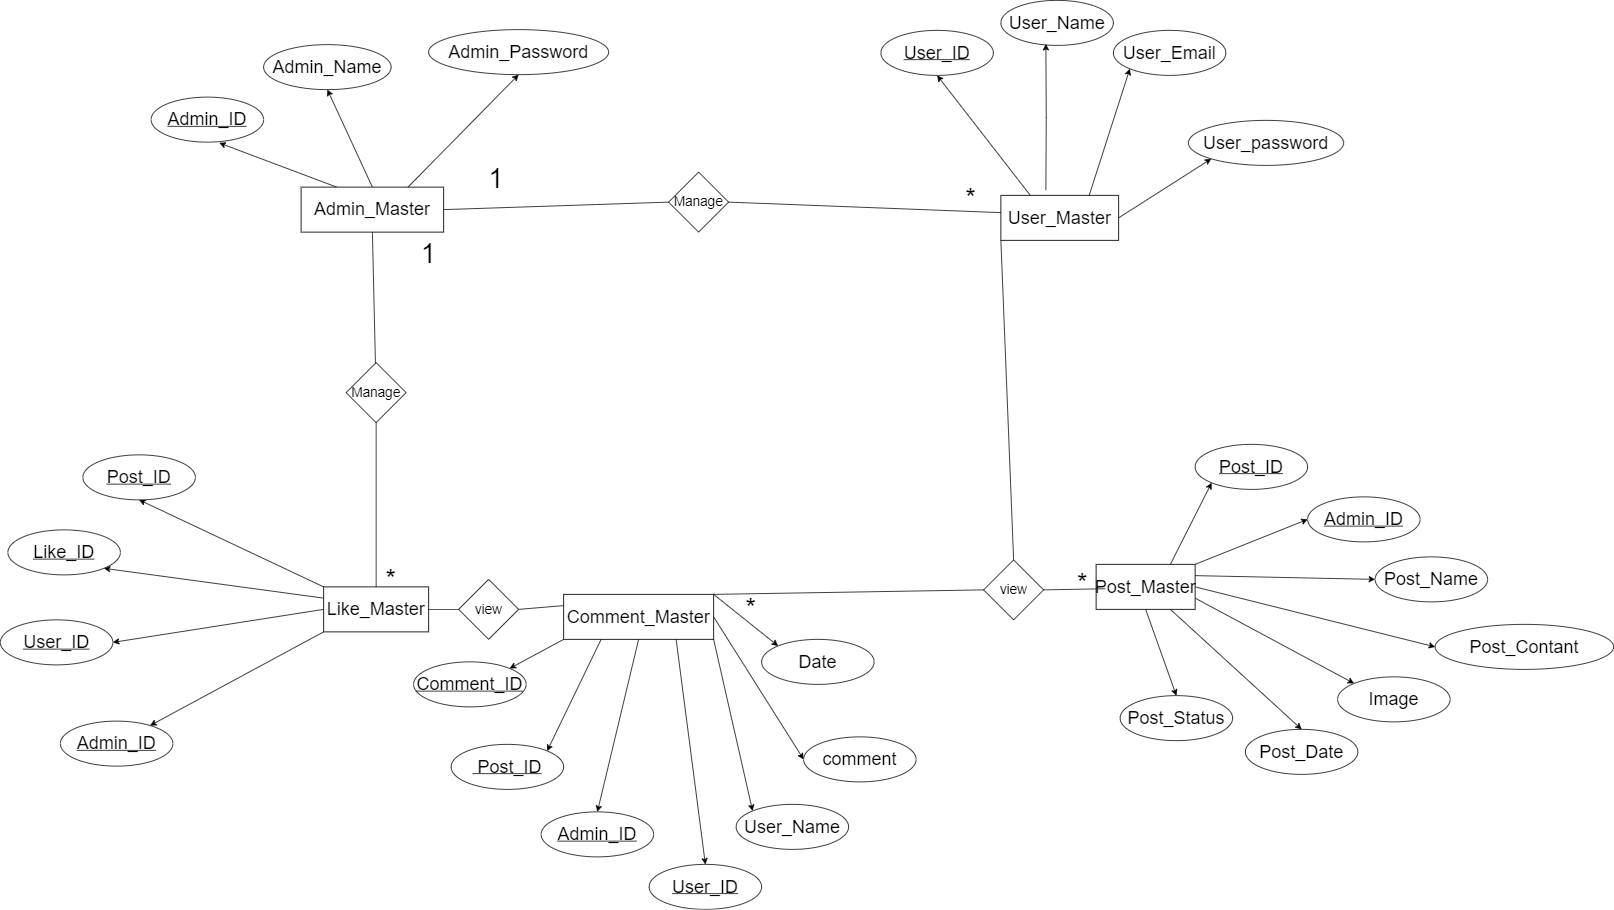 User_Name
Admin_Password
User_ID
User_Email
Admin_Name
Admin_ID
User_password
1
*
Manage
Admin_Master
User_Master
1
Manage
Post_ID
Post_ID
Admin_ID
Like_ID
*
*
*
Post_Name
view
Post_Master
Like_Master
view
Comment_Master
User_ID
Post_Contant
Date
Comment_ID
Image
Post_Status
Admin_ID
Post_Date
comment
Post_ID
User_Name
Admin_ID
User_ID